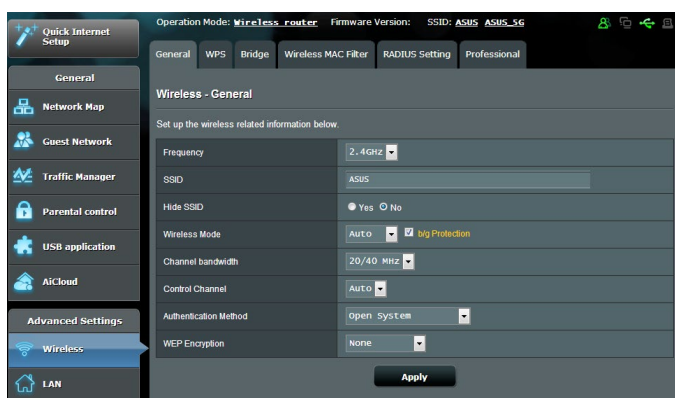 Quick Internet
Setup
General
Network Map
Guest Network
Traffic Manager
Parental control
USB application
AiCloud
Advanced Settings
Wireless
LAN
Operation Mode: Wireless router Firmware Version: SSID: ASUS ASUS_5G
General WPS Bridge Wireless MAC Filter RADIUS Setting Professional
Wireless - General
Set up the wireless related information below.
Frequency 2.4GHz
SSID ASUS
Hide SSID Yes No
Wireless Mode Auto b/g Protection
Channel bandwidth 20/40 MHz
Control Channel Auto
Authentication Method Open System
WEP Encryption None
Apply